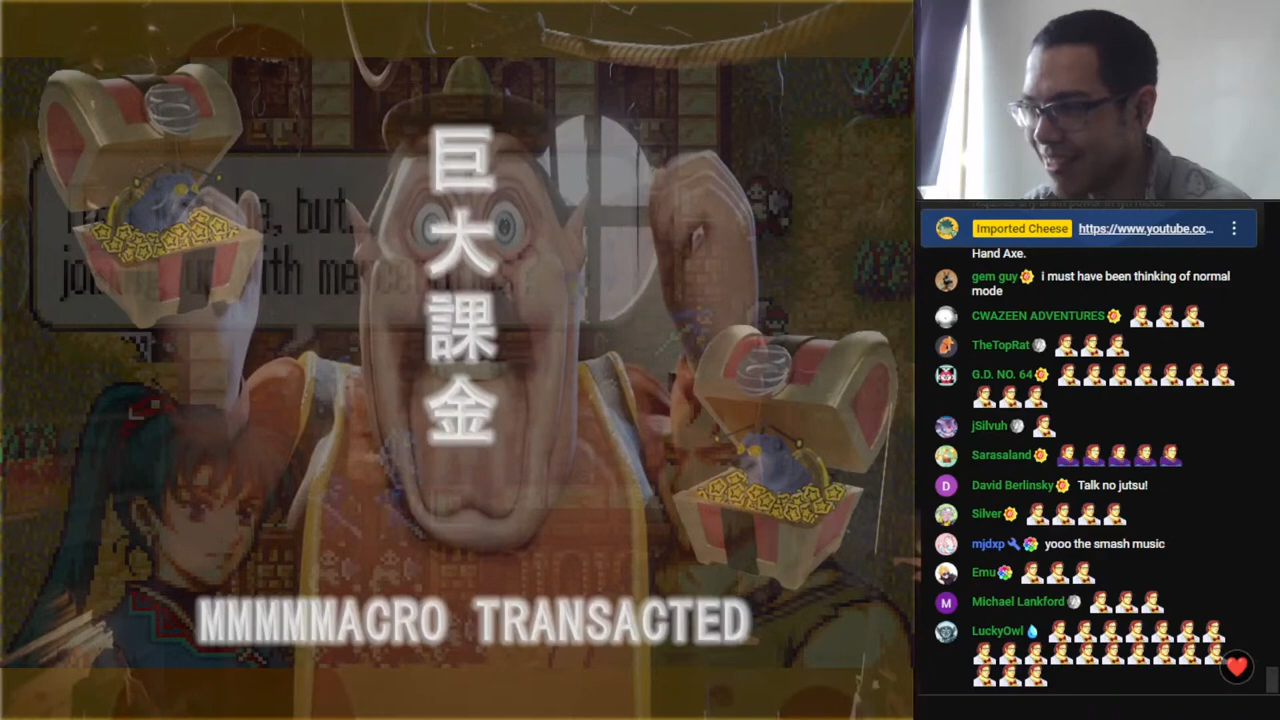 巨大課金
MNMMMACRO TRANSACTED
Imported Cheese https://www.youtube.co...
Hand Axe.
gem guy i must have been thinking of normal
mode
CWAZEEN ADVENTURES
TheTopRat
G.D. NO. 64
jSilvuh
Sarasaland
D David Berlinsky Talk no jutsu!
Silver
mjdxp yooo the smash music
Emu
M Michael Lankford
LuckyOwl